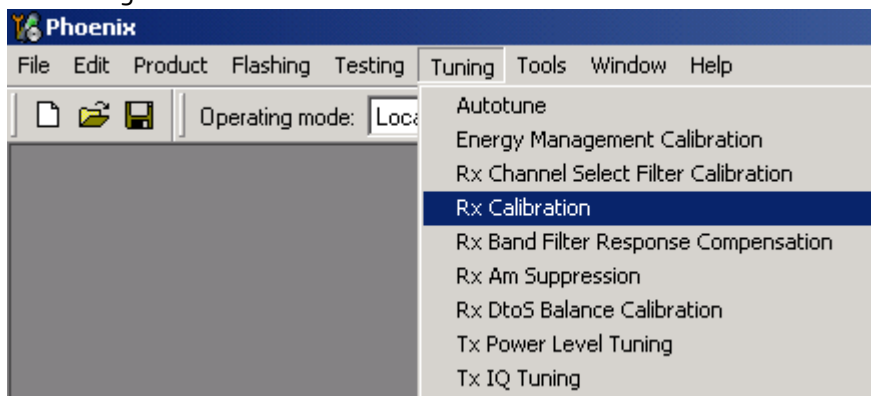 Phoenix
File Edit Product Flashing Testing Tuning Tools Window Help
Operating mode: Loca
Autotune
Energy Management Calibration
Rx Channel Select Filter Calibration
Rx Calibration
Rx Band Filter Response Compensation
Rx Am Suppression
Rx DtoS Balance Calibration
Tx Power Level Tuning
Tx IQ Tuning